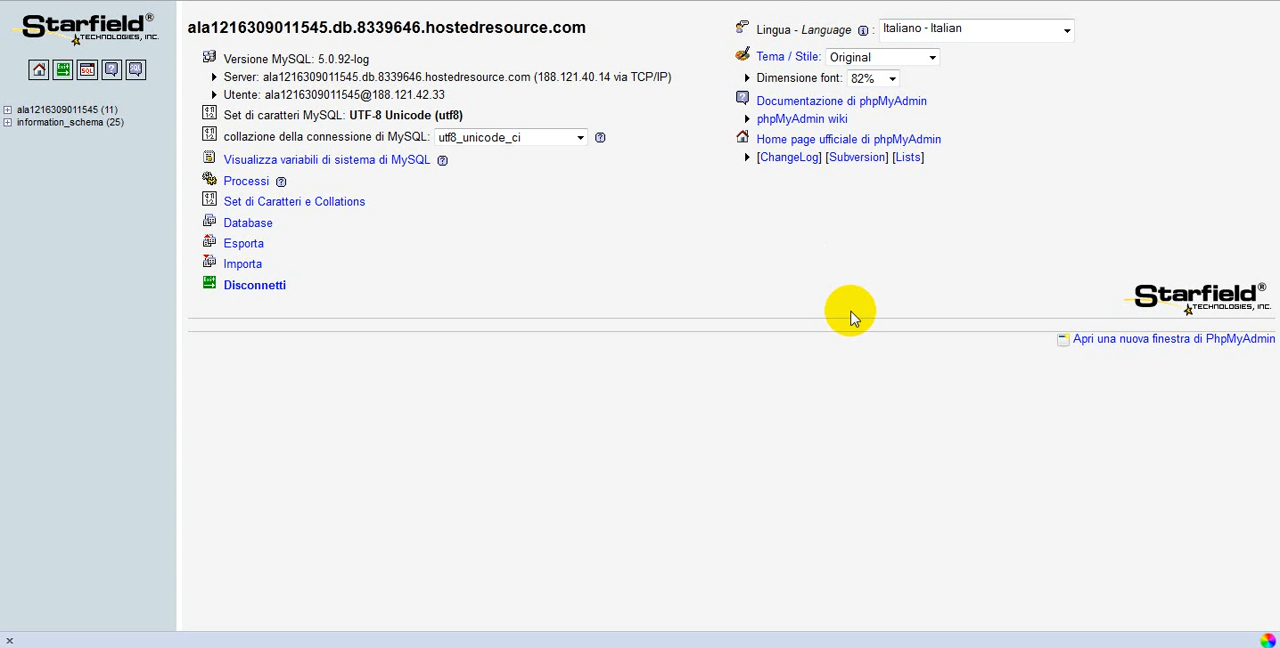 Starfield®
TECHNOLOGIES, INC.
SQL
ala1216309011545 (11)
information_schema (25)
ala1216309011545.db.8339646.hostedresource.com
Versione MySQL: 5.0.92-log
Server: ala1216309011545.db.8339646.hostedresource.com (188.121.40.14 via TCP/IP)
Utente: ala1216309011545@188.121.42.33
Set di caratteri MySQL: UTF-8 Unicode (utf8)
collazione della connessione di MySQL: utf8_unicode_ci
Visualizza variabili di sistema di MySQL
Processi
Set di Caratteri e Collations
Database
Esporta
Importa
Disconnetti
Lingua - Language : Italiano - Italian
Tema / Stile: Original
Dimensione font: 82%
Documentazione di phpMyAdmin
phpMyAdmin wiki
Home page ufficiale di phpMyAdmin
[ChangeLog] [Subversion] [Lists]
Starfield®
TECHNOLOGIES, INC.
Apri una nuova finestra di PhpMyAdmin